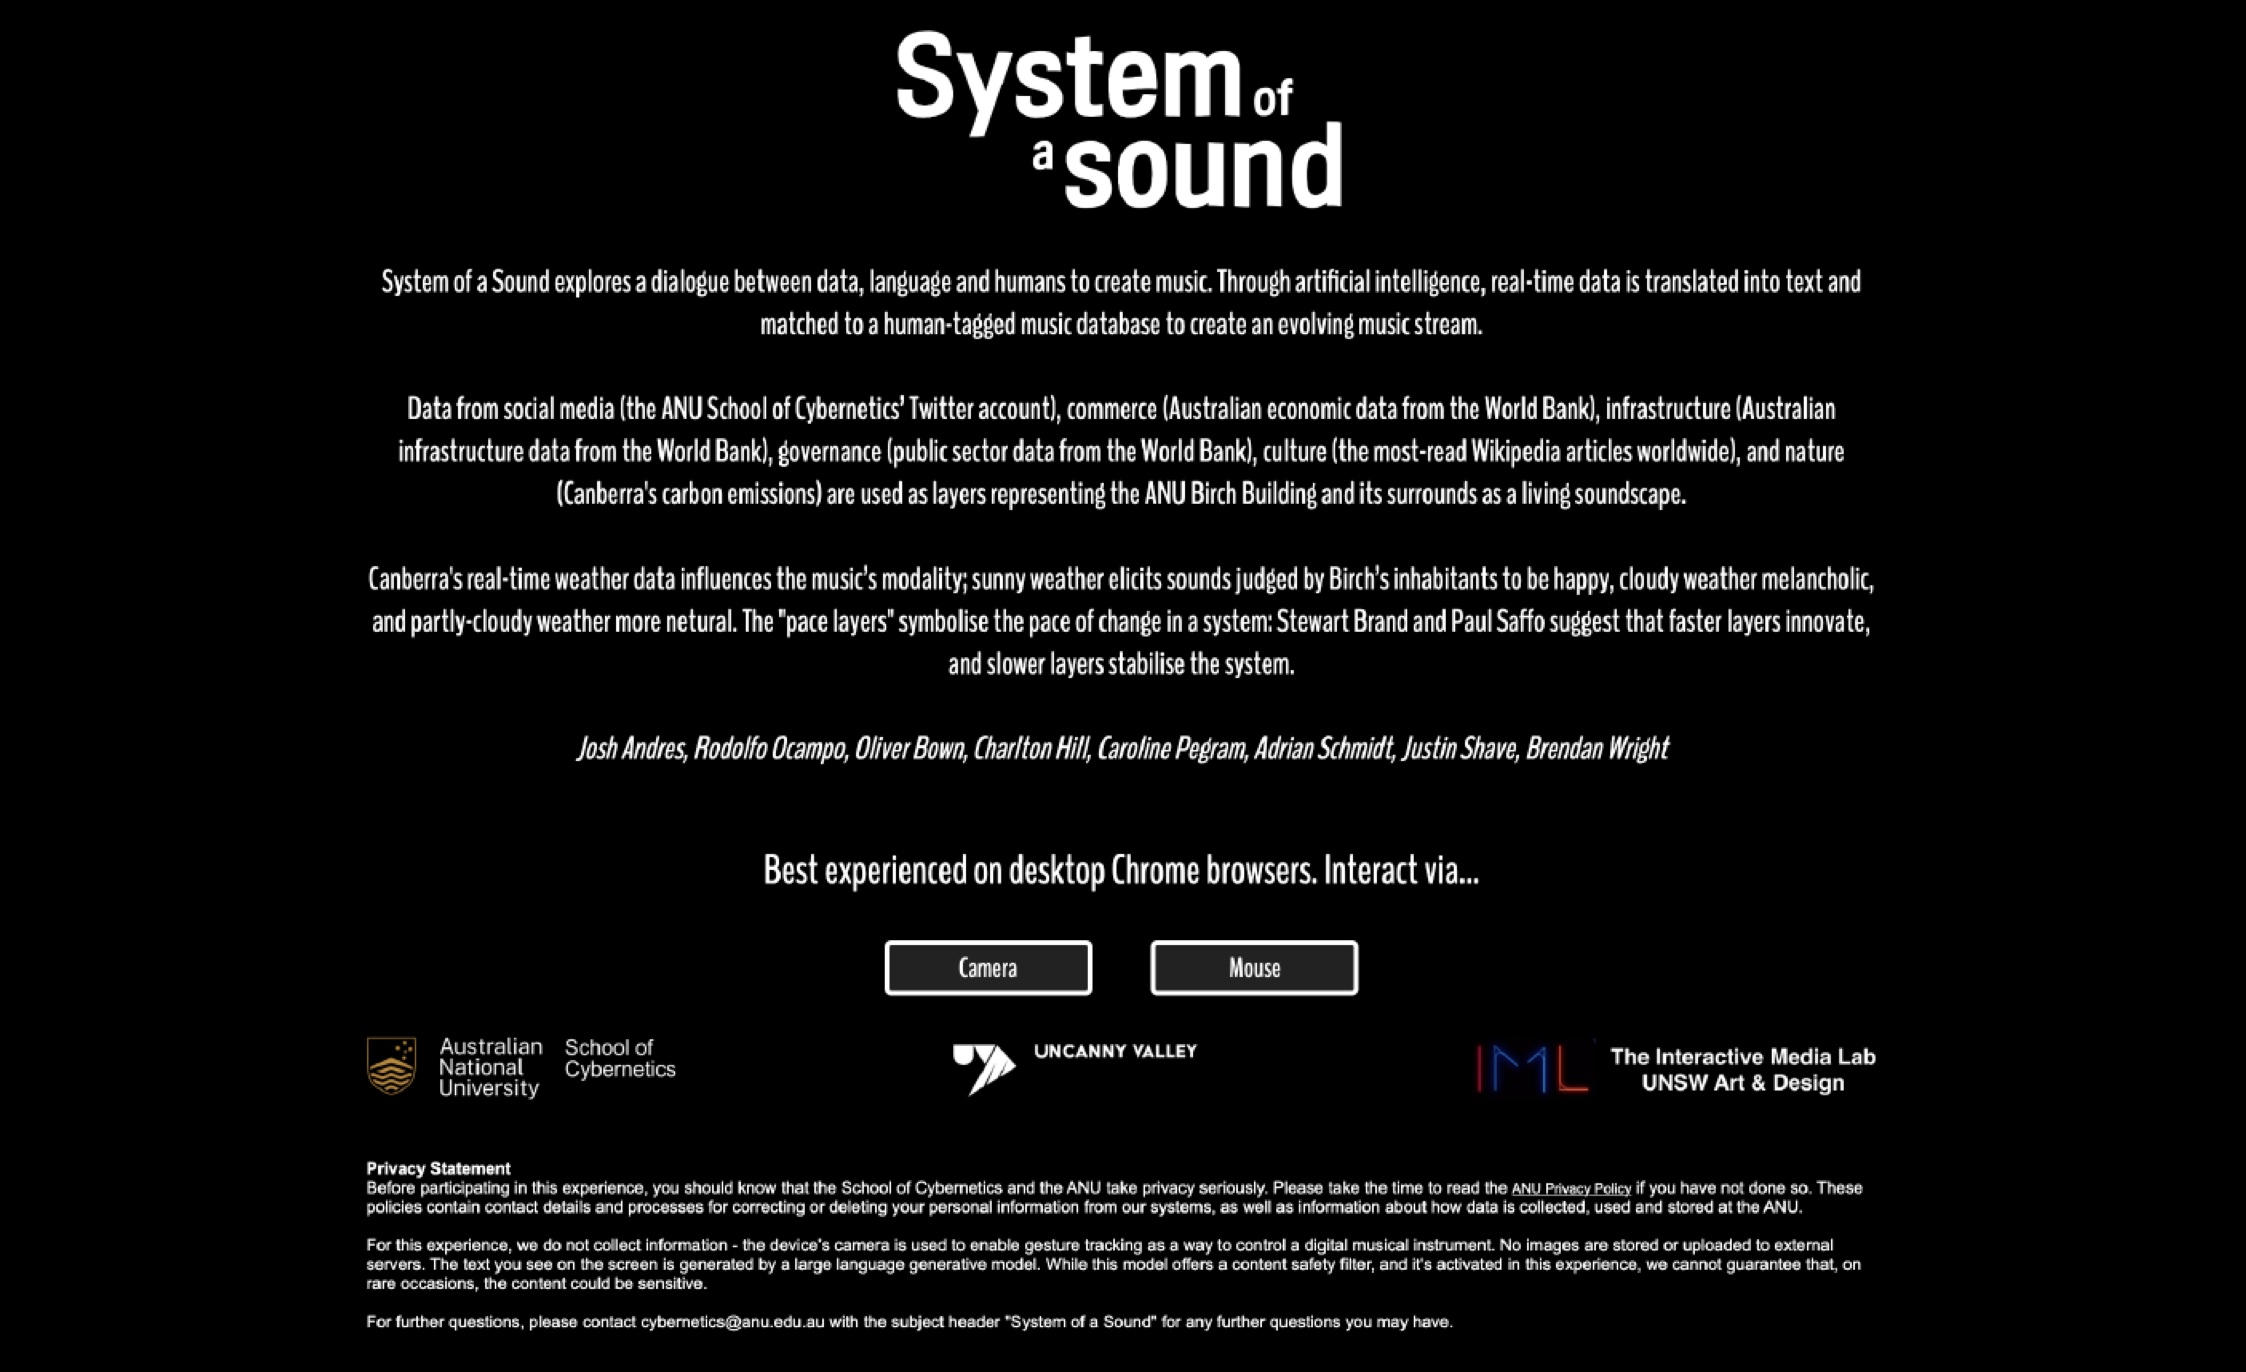 System of
a sound
System of a Sound explores a dialogue between data, language and humans to create music. Through artificial intelligence, real-time data is translated into text and
matched to a human-tagged music database to create an evolving music stream.
Data from social media (the ANU School of Cybernetics’ Twitter account), commerce (Australian economic data from the World Bank), infrastructure (Australian
infrastructure data from the World Bank), governance (public sector data from the World Bank), culture (the most-read Wikipedia articles worldwide), and nature
(Canberra's carbon emissions) are used as layers representing the ANU Birch Building and its surrounds as a living soundscape.
Canberra's real-time weather data influences the music’s modality; sunny weather elicits sounds judged by Birch’s inhabitants to be happy, cloudy weather melancholic,
and partly-cloudy weather more netural. The "pace layers" symbolise the pace of change in a system: Stewart Brand and Paul Saffo suggest that faster layers innovate,
and slower layers stabilise the system.
Josh Andres, Rodolfo Ocampo, Oliver Bown, Charlton Hill, Caroline Pegram, Adrian Schmidt, Justin Shave, Brendan Wright
Best experienced on desktop Chrome browsers. Interact via...
Camera
Mouse
Australian
National
University
School of
Cybernetics
UNCANNY VALLEY
IML
The Interactive Media Lab
UNSW Art & Design
Privacy Statement
Before participating in this experience, you should know that the School of Cybernetics and the ANU take privacy seriously. Please take the time to read the ANU Privacy Policy if you have not done so. These
policies contain contact details and processes for correcting or deleting your personal information from our systems, as well as information about how data is collected, used and stored at the ANU.
For this experience, we do not collect information - the device's camera is used to enable gesture tracking as a way to control a digital musical instrument. No images are stored or uploaded to external
servers. The text you see on the screen is generated by a large language generative model. While this model offers a content safety filter, and it's activated in this experience, we cannot guarantee that, on
rare occasions, the content could be sensitive.
For further questions, please contact cybernetics@anu.edu.au with the subject header "System of a Sound" for any further questions you may have.